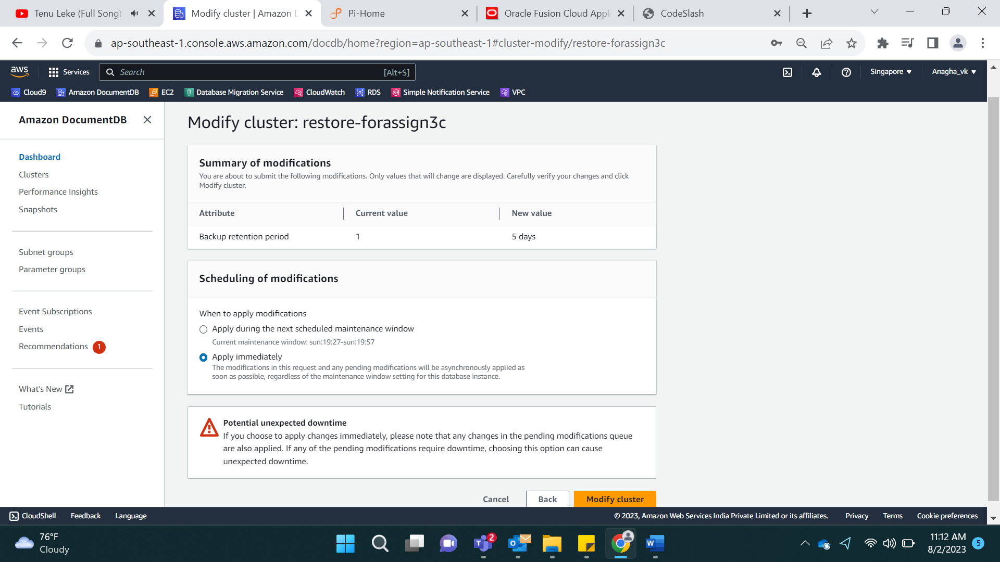 Tenu Leke (Full Song)
Modify cluster | Amazon D
Pi-Home
Oracle Fusion Cloud Appli
CodeSlash
ap-southeast-1.console.aws.amazon.com/docdb/home?region=ap-southeast-1#cluster-modify/restore-forassign3c
aws
Services
Search
[Alt+S]
Singapore
Anagha_vk
Cloud9
Amazon DocumentDB
EC2
Database Migration Service
CloudWatch
RDS
Simple Notification Service
VPC
Amazon DocumentDB
Dashboard
Clusters
Performance Insights
Snapshots
Subnet groups
Parameter groups
Event Subscriptions
Events
Recommendations 1
What's New
Tutorials
Modify cluster: restore-forassign3c
Summary of modifications
You are about to submit the following modifications. Only values that will change are displayed. Carefully verify your changes and click
Modify cluster.
Attribute Current value New value
Backup retention period 1 5 days
Scheduling of modifications
When to apply modifications
Apply during the next scheduled maintenance window
Current maintenance window: sun:19:27-sun:19:57
Apply immediately
The modifications in this request and any pending modifications will be asynchronously applied as
soon as possible, regardless of the maintenance window setting for this database instance.
Potential unexpected downtime
If you choose to apply changes immediately, please note that any changes in the pending modifications queue
are also applied. If any of the pending modifications require downtime, choosing this option can cause
unexpected downtime.
Cancel
Back
Modify cluster
CloudShell
Feedback
Language
© 2023, Amazon Web Services India Private Limited or its affiliates.
Privacy
Terms
Cookie preferences
76°F
Cloudy
2
11:12 AM
8/2/2023
5